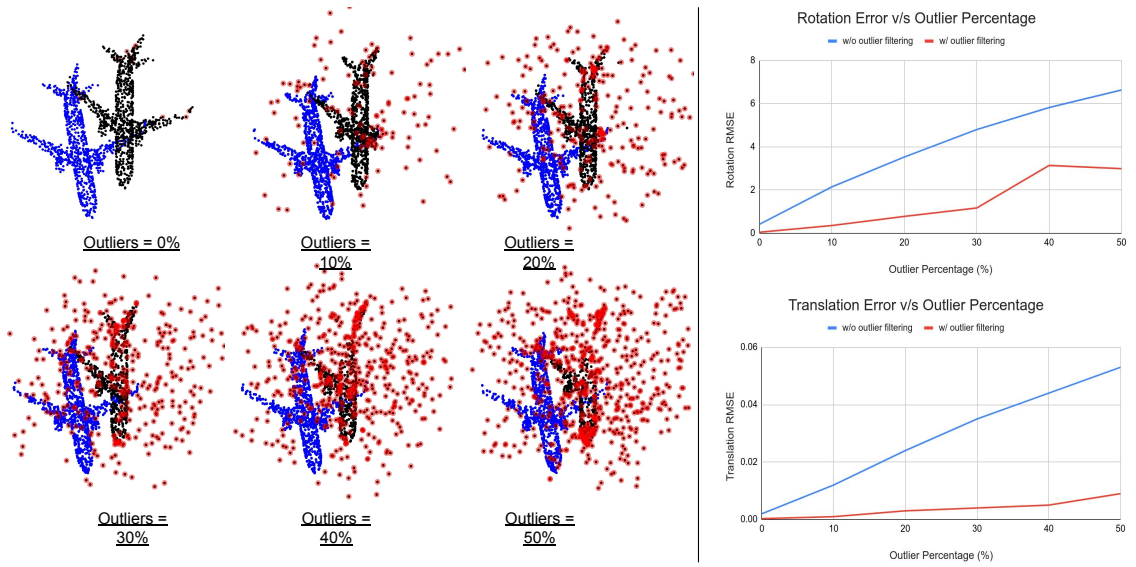 Outliers = 0%
Outliers =
10%
Outliers =
20%
Outliers =
30%
Outliers =
40%
Outliers =
50%
Rotation Error v/s Outlier Percentage
w/o outlier filtering
w/ outlier filtering
8
6
4
2
0
Rotation RMSE
0
10
20
30
40
50
Outlier Percentage (%)
Translation Error v/s Outlier Percentage
w/o outlier filtering
w/ outlier filtering
0.06
0.04
0.02
0.00
Translation RMSE
0
10
20
30
40
50
Outlier Percentage (%)